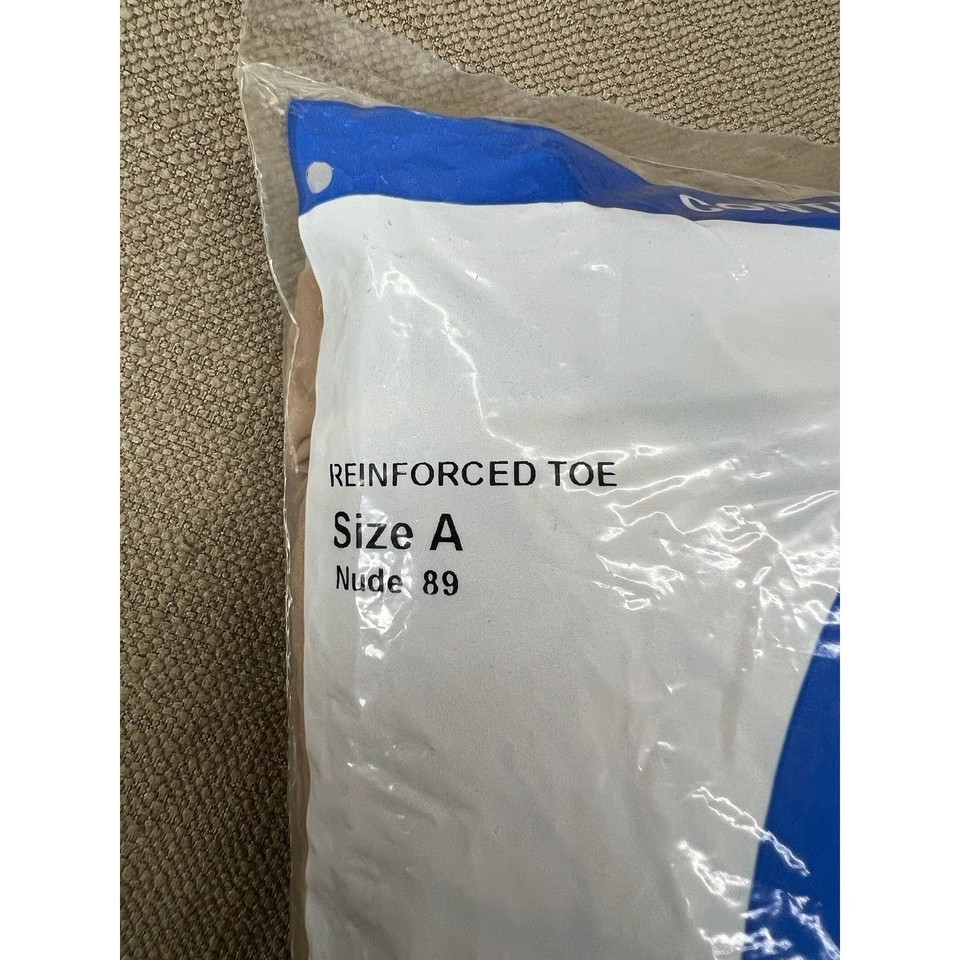 REINFORCED TOE
Size A
Nude 89